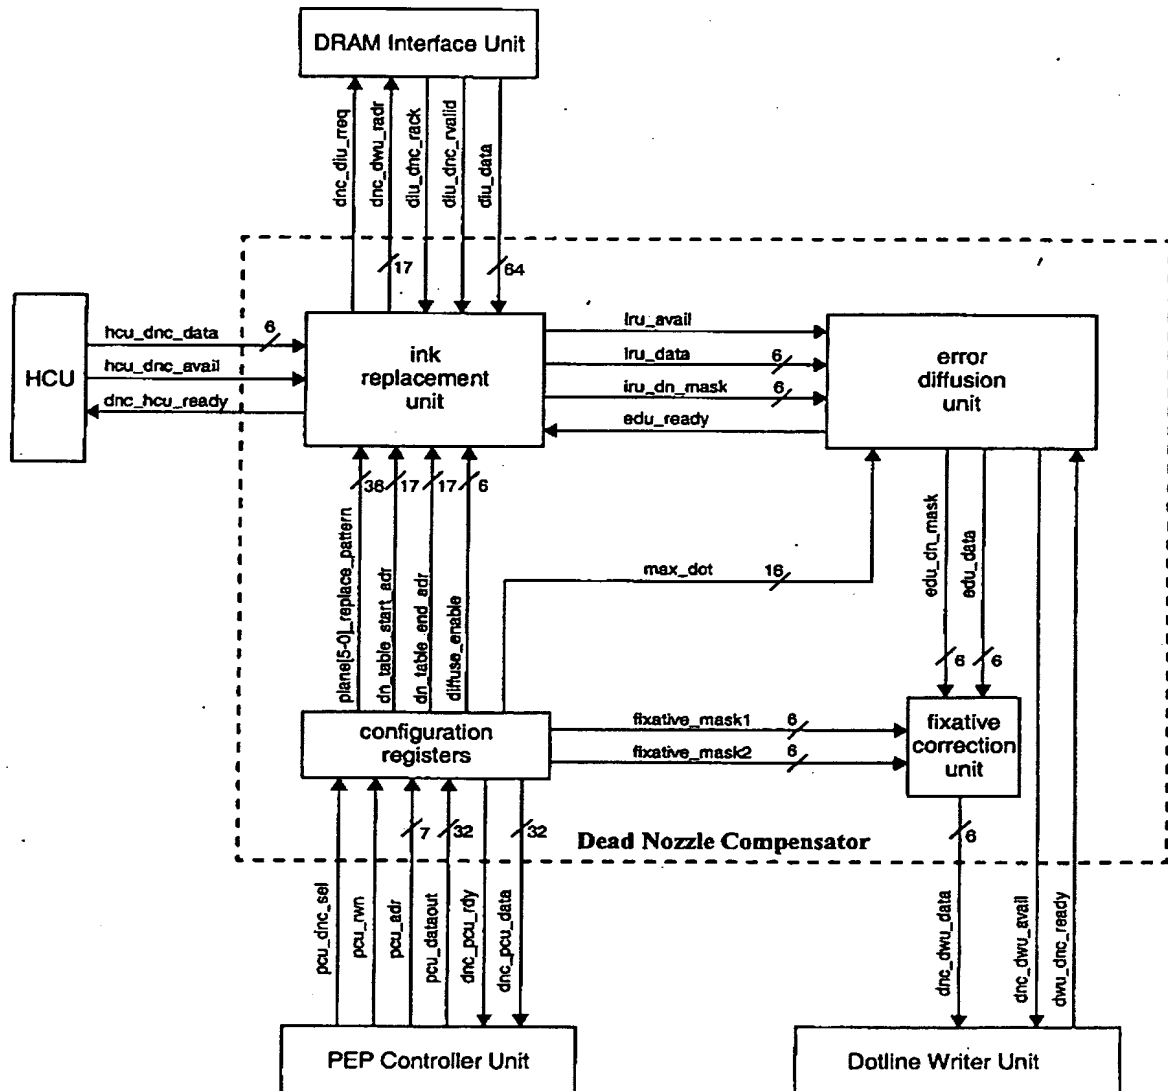 DRAM Interface Unit
dnc_diu_rreq
dnc_dwu_radr
diu_dnc_rack
diu_dnc_rvalid
diu_data
17
64
HCU
hcu_dnc_data
6
hcu_dnc_avail
dnc_hcu_ready
ink
replacement
unit
iru_avail
iru_data
6
iru_dn_mask
6
edu_ready
error
diffusion
unit
36
17
17
6
plane[5-0]_replace_pattern
dn_table_start_adr
dn_table_end_adr
diffuse_enable
max_dot
16
edu_dn_mask
edu_data
6
6
configuration
registers
fixative_mask1
6
fixative_mask2
6
fixative
correction
unit
7
32
32
6
Dead Nozzle Compensator
pcu_dnc_sel
pcu_rwn
pcu_adr
pcu_dataout
dnc_pcu_rdy
dnc_pcu_data
dnc_dwu_data
dnc_dwu_avail
dwu_dnc_ready
PEP Controller Unit
Dotline Writer Unit